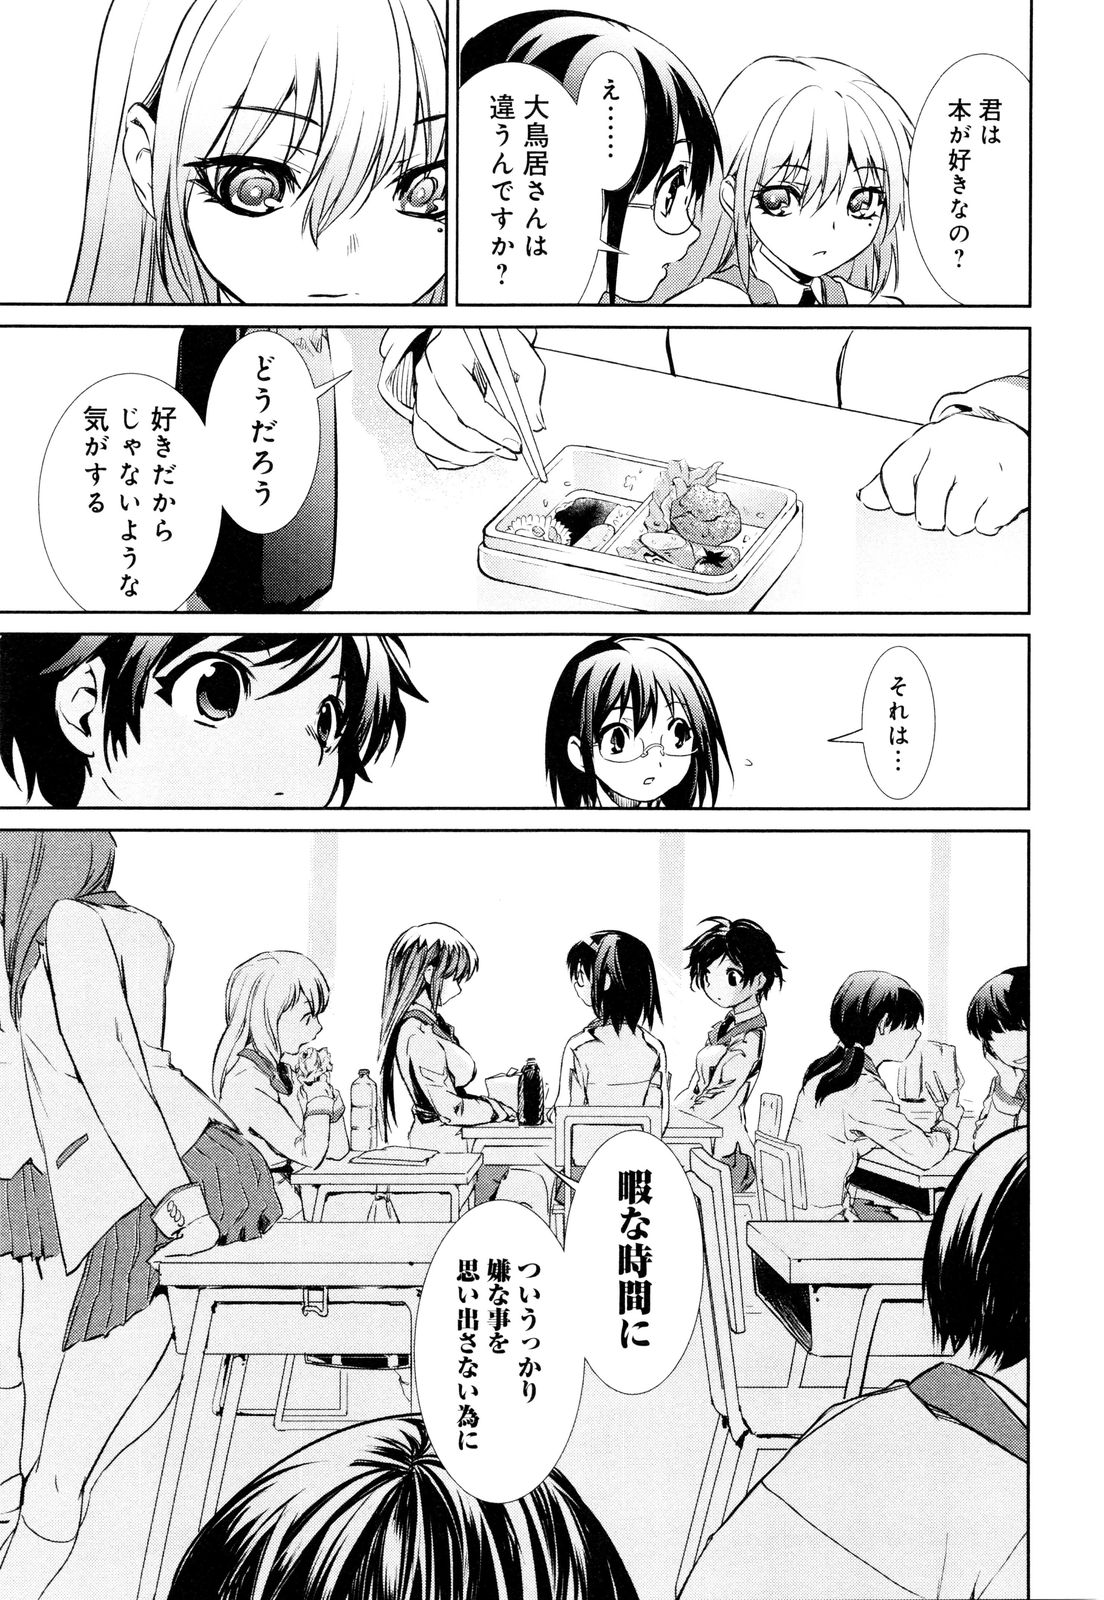 君は
本が好きなの?
え……
大鳥居さんは
違うんですか?
どうだろう
好きだから
じゃないような
気がする
それは…
暇な時間に
ついうっかり
嫌な事を
思い出さない為に